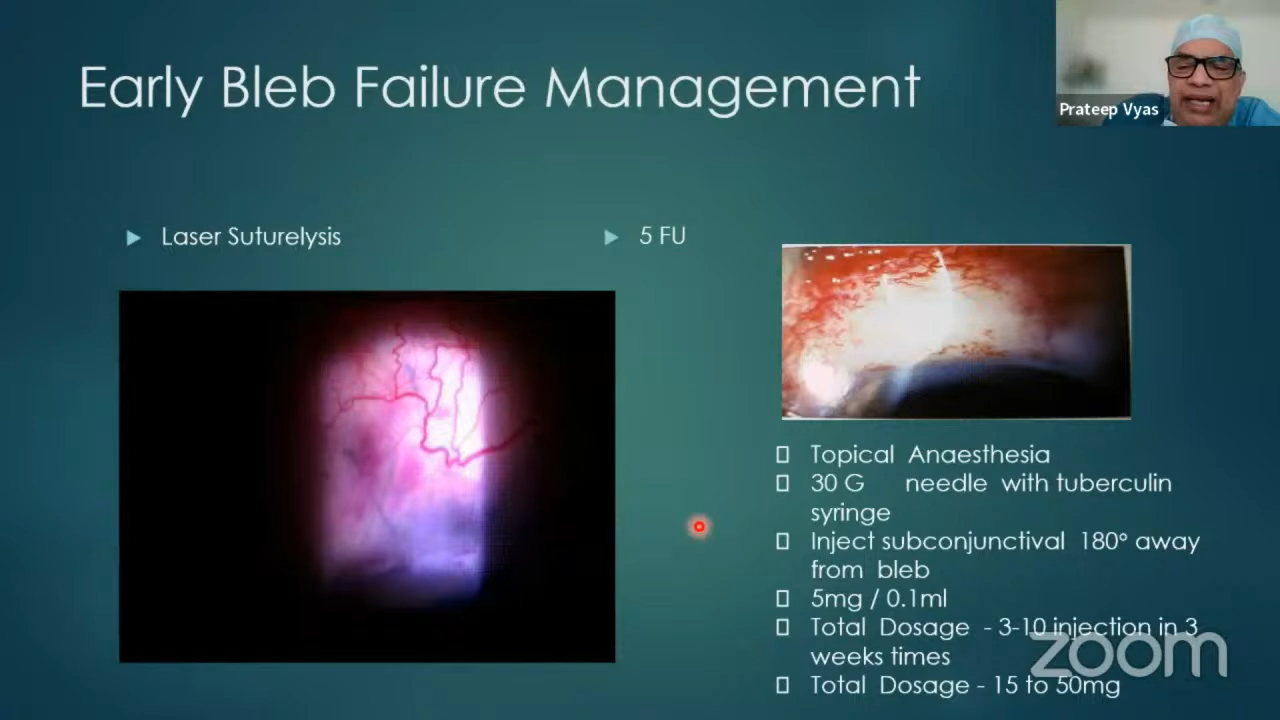 Early Bleb Failure Management
Prateep Vyas
Laser Suturelysis
5 FU
Topical Anaesthesia
30 G needle with tuberculin
syringe
Inject subconjunctival 180° away
from bleb
5mg / 0.1ml
Total Dosage - 3-10 injection in 3
weeks times
Total Dosage - 15 to 50mg
zoom